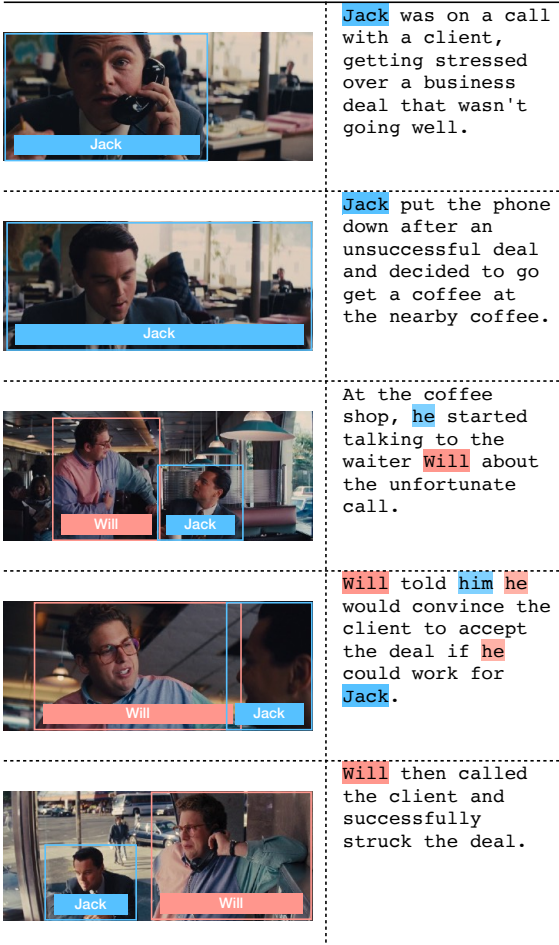 Jack
Jack was on a call
with a client,
getting stressed
over a business
deal that wasn't
going well.
Jack
Jack put the phone
down after an
unsuccessful deal
and decided to go
get a coffee at
the nearby coffee.
Will
Jack
At the coffee
shop, he started
talking to the
waiter Will about
the unfortunate
call.
Will
Jack
Will told him he
would convince the
client to accept
the deal if he
could work for
Jack.
Jack
Will
Will then called
the client and
successfully
struck the deal.